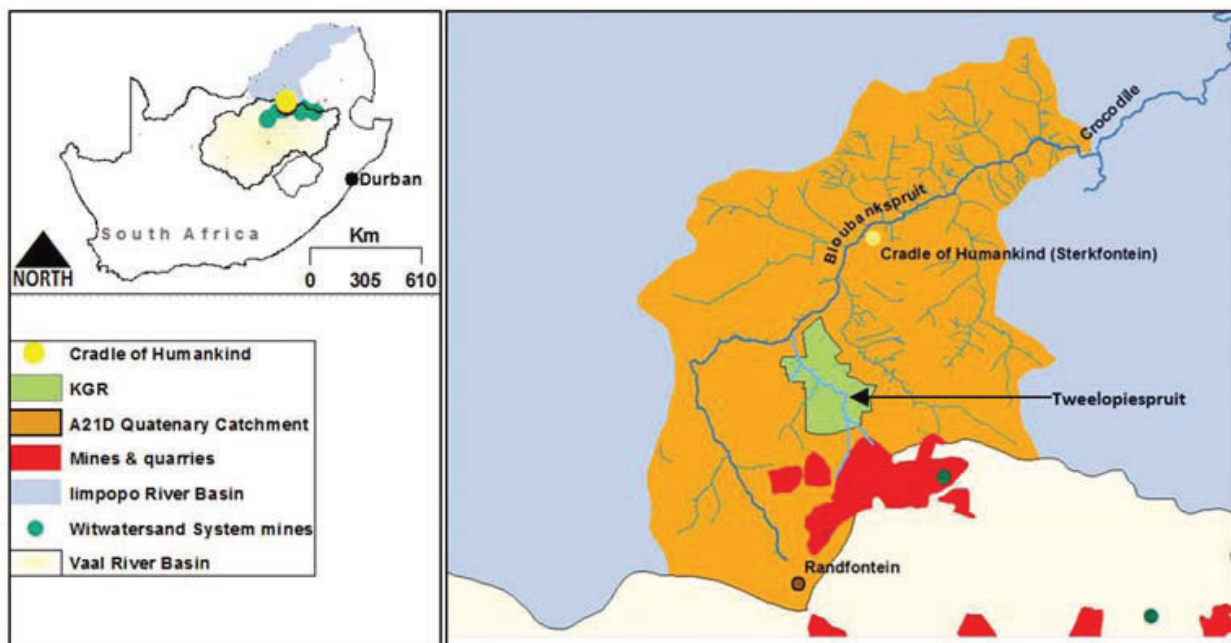 Durban
South Africa
Km
NORTH
0 305 610
Cradle of Humankind
KGR
A21D Quatenary Catchment
Mines & quarries
limpopo River Basin
Witwatersand System mines
Vaal River Basin
Crocodile
Bloubankspruit
Cradle of Humankind (Sterkfontein)
Tweelopiespruit
Randfontein